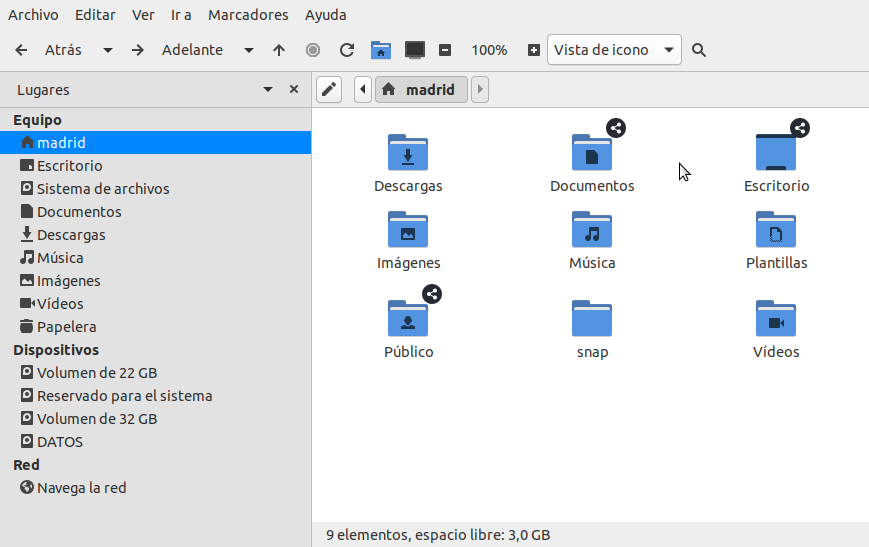 Archivo Editar Ver Ir a Marcadores Ayuda
Atrás Adelante 100% Vista de icono
Lugares
madrid
Equipo
madrid
Escritorio
Sistema de archivos
Documentos
Descargas
Música
Imágenes
Vídeos
Papelera
Dispositivos
Volumen de 22 GB
Reservado para el sistema
Volumen de 32 GB
DATOS
Red
Navega la red
Descargas Documentos Escritorio
Imágenes Música Plantillas
Público snap Vídeos
9 elementos, espacio libre: 3,0 GB